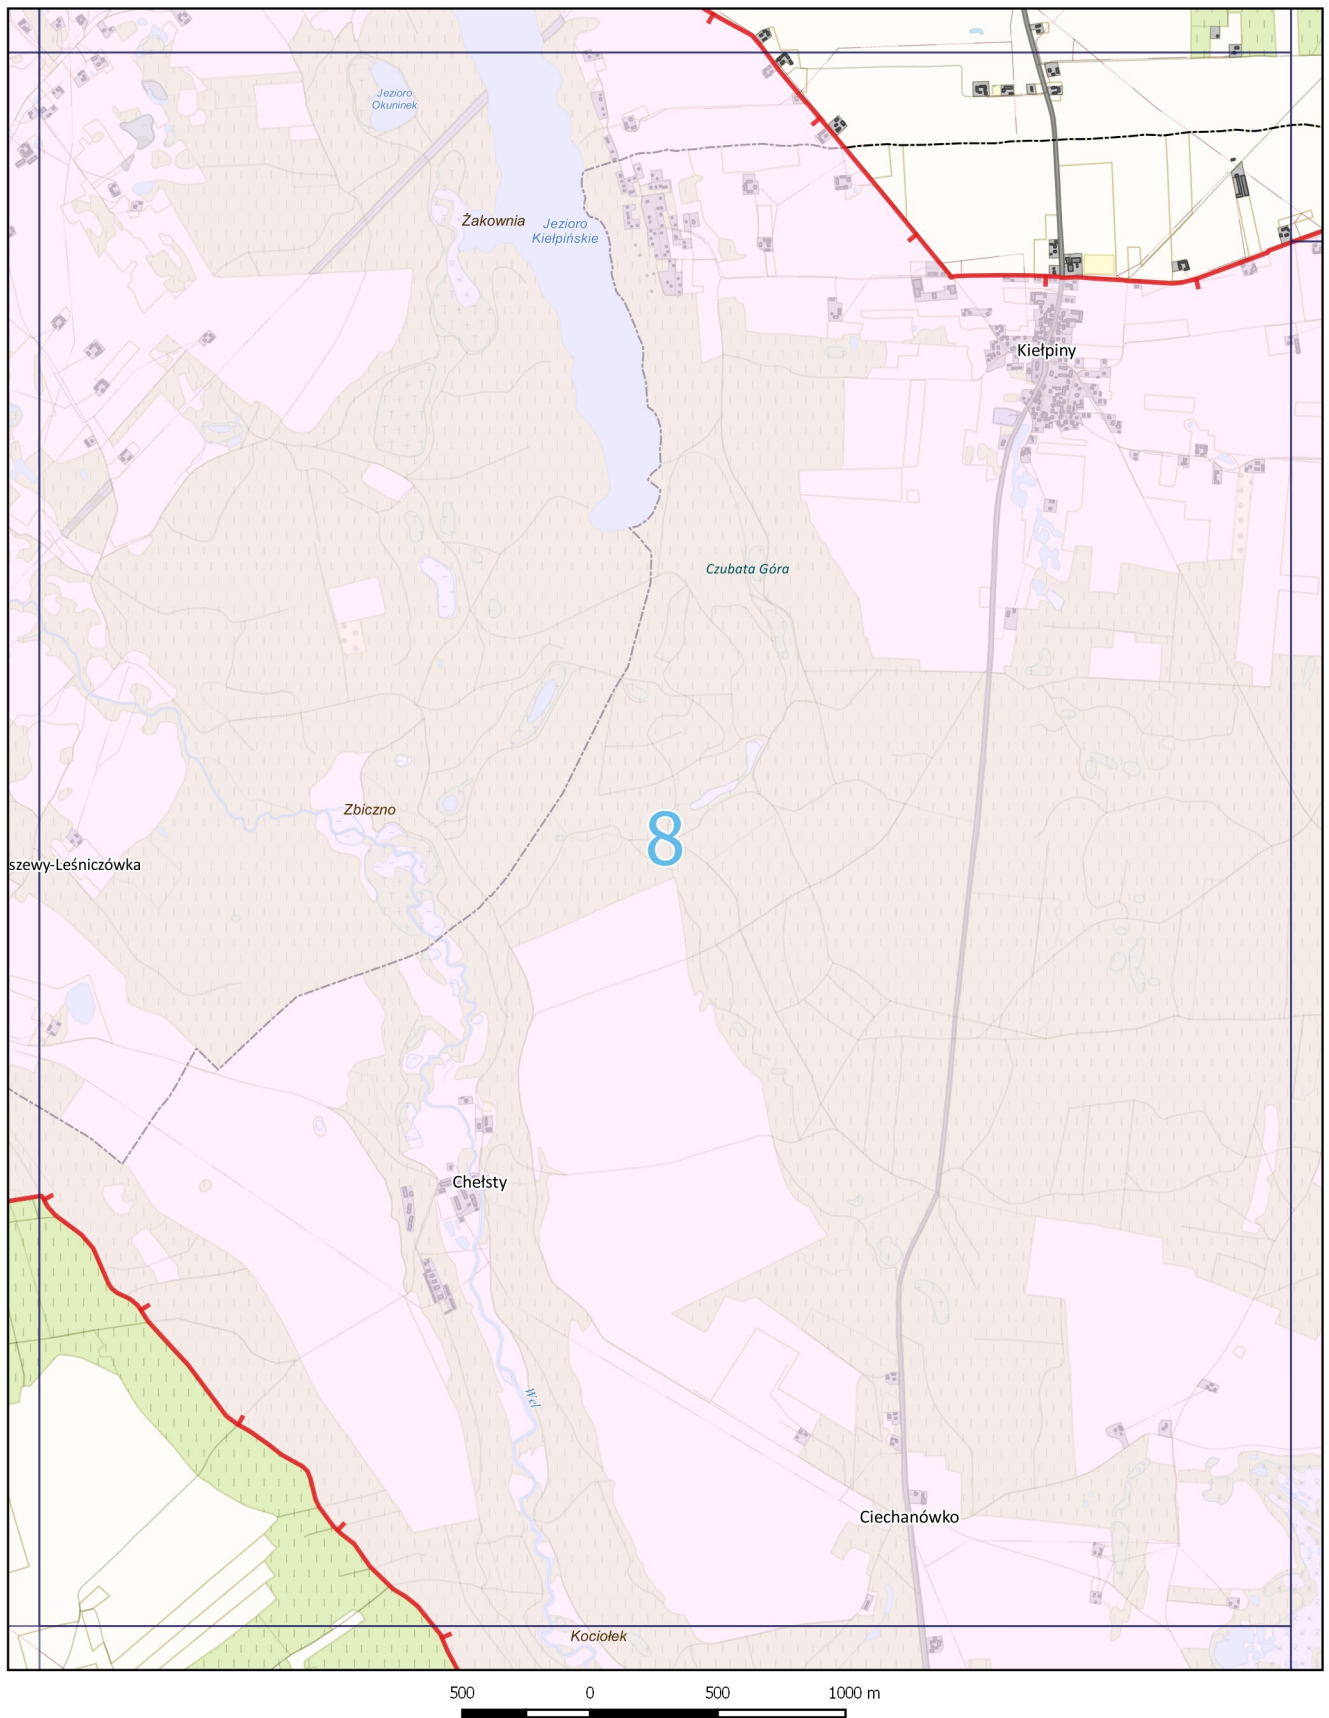 Jezioro
Okuninek
Żakownia
Jezioro
Kiełpińskie
Kiełpiny
Czubata Góra
Zbiczno
8
szewy-Leśniczówka
Chełsty
Wel
Ciechanówko
Kociołek
500 0 500 1000 m